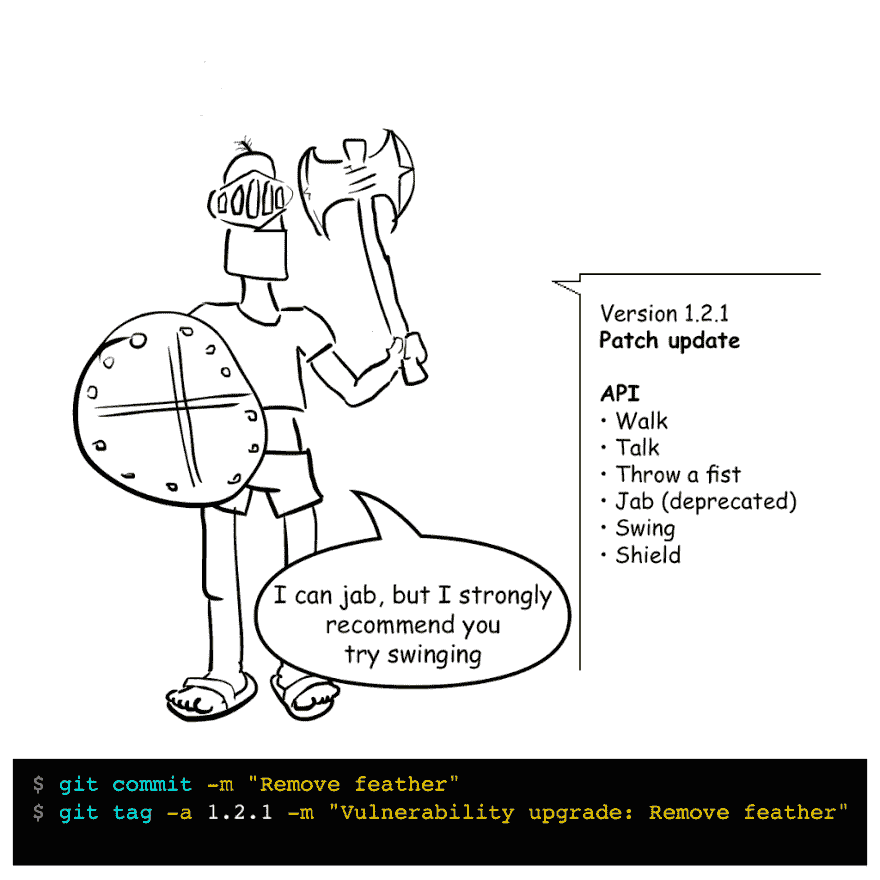 Version 1.2.1
Patch update
API
• Walk
• Talk
• Throw a fist
• Jab (deprecated)
• Swing
• Shield
I can jab, but I strongly
recommend you
try swinging
$ git commit -m "Remove feather"
$ git tag -a 1.2.1 -m "Vulnerability upgrade: Remove feather"